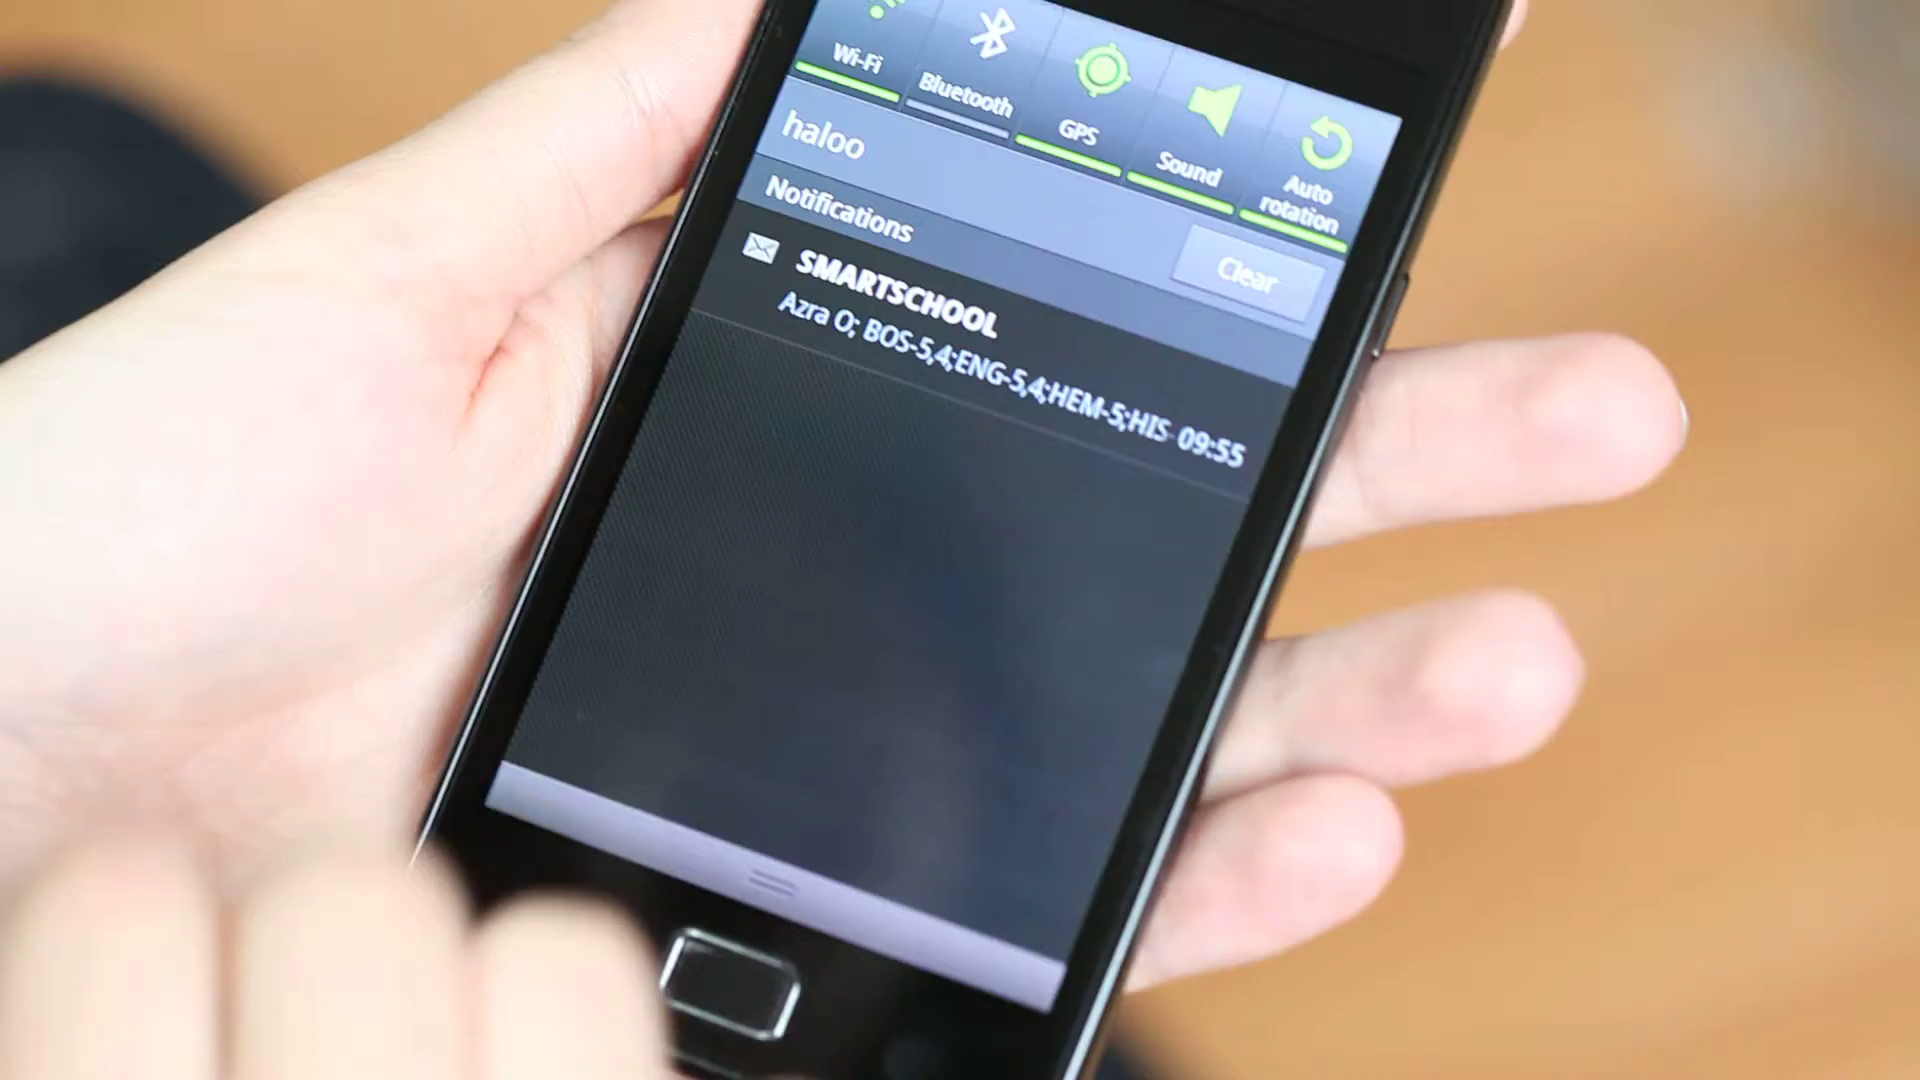 Wi-Fi
Bluetooth
GPS
Sound
Auto
rotation
haloo
Notifications
Clear
SMARTSCHOOL
Azra O; BOS-5,4;ENG-5,4;HEM-5;HIS- 09:55